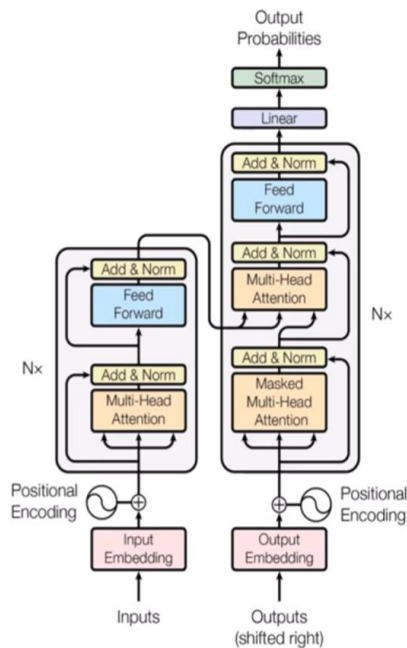 Output
Probabilities
Softmax
Linear
Add & Norm
Feed
Forward
Add & Norm
Multi-Head
Attention
Add & Norm
Masked
Multi-Head
Attention
Nx
Add & Norm
Feed
Forward
Add & Norm
Multi-Head
Attention
Nx
Positional
Encoding
Positional
Encoding
Input
Embedding
Output
Embedding
Inputs
Outputs
(shifted right)